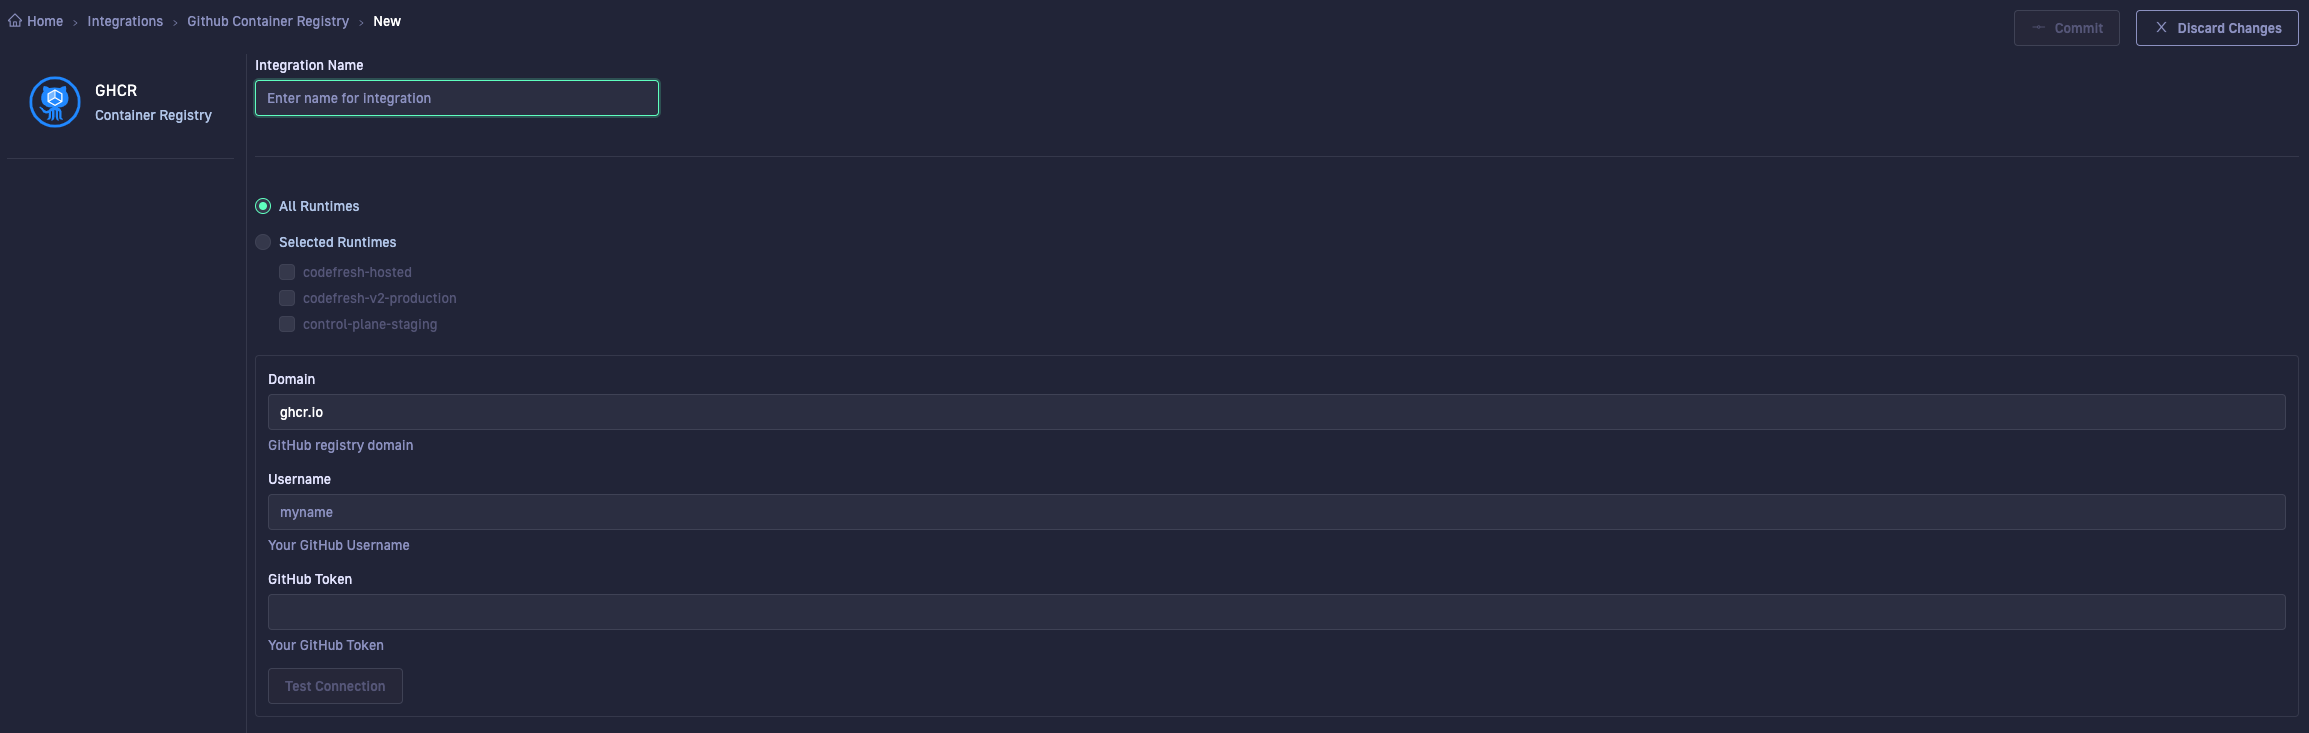 Home › Integrations › Github Container Registry › New
Commit
Discard Changes
GHCR
Container Registry
Integration Name
Enter name for integration
All Runtimes
Selected Runtimes
codefresh-hosted
codefresh-v2-production
control-plane-staging
Domain
ghcr.io
GitHub registry domain
Username
myname
Your GitHub Username
GitHub Token
Your GitHub Token
Test Connection